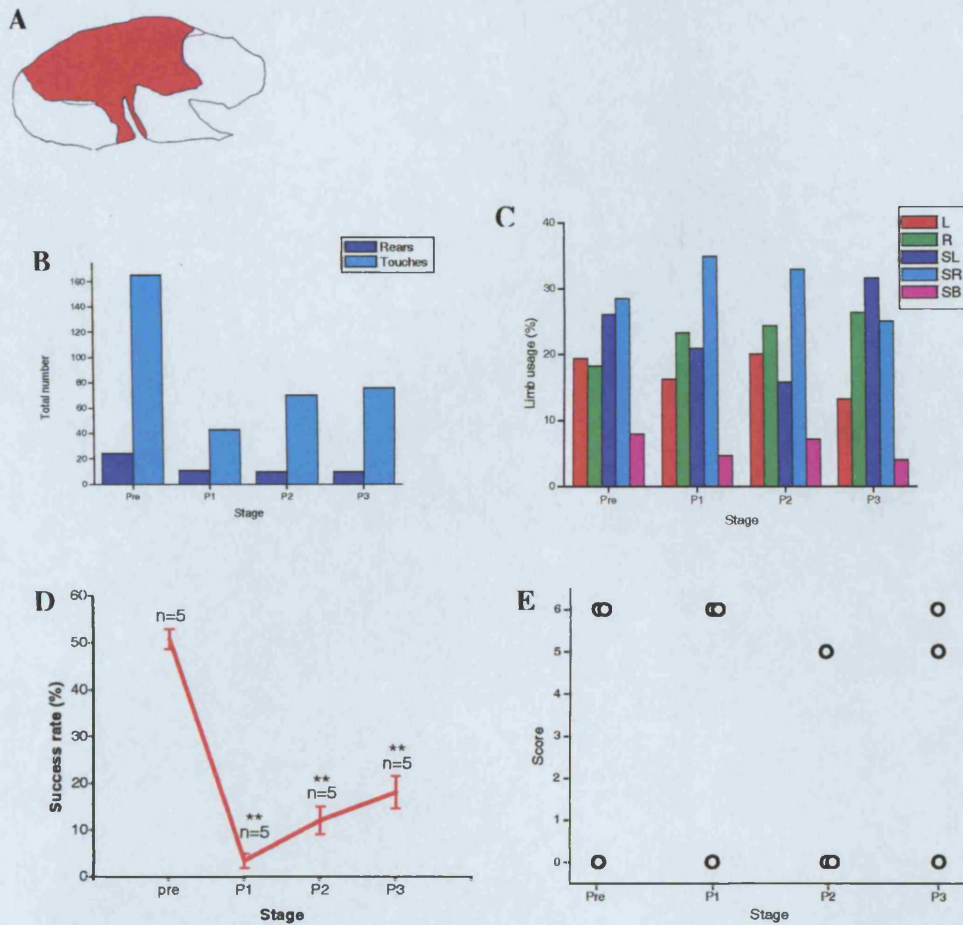 A
B
Rears
Touches
Total number
160
140
120
100
80
60
40
20
0
Pre
P1
P2
P3
Stage
C
L
R
SL
SR
SB
Limb usage (%)
40
30
20
10
0
Pre
P1
P2
P3
Stage
D
Success rate (%)
60
50
40
30
20
10
0
n=5
**
n=5
**
n=5
**
n=5
pre
P1
P2
P3
Stage
E
Score
6
5
4
3
2
1
0
Pre
P1
P2
P3
Stage